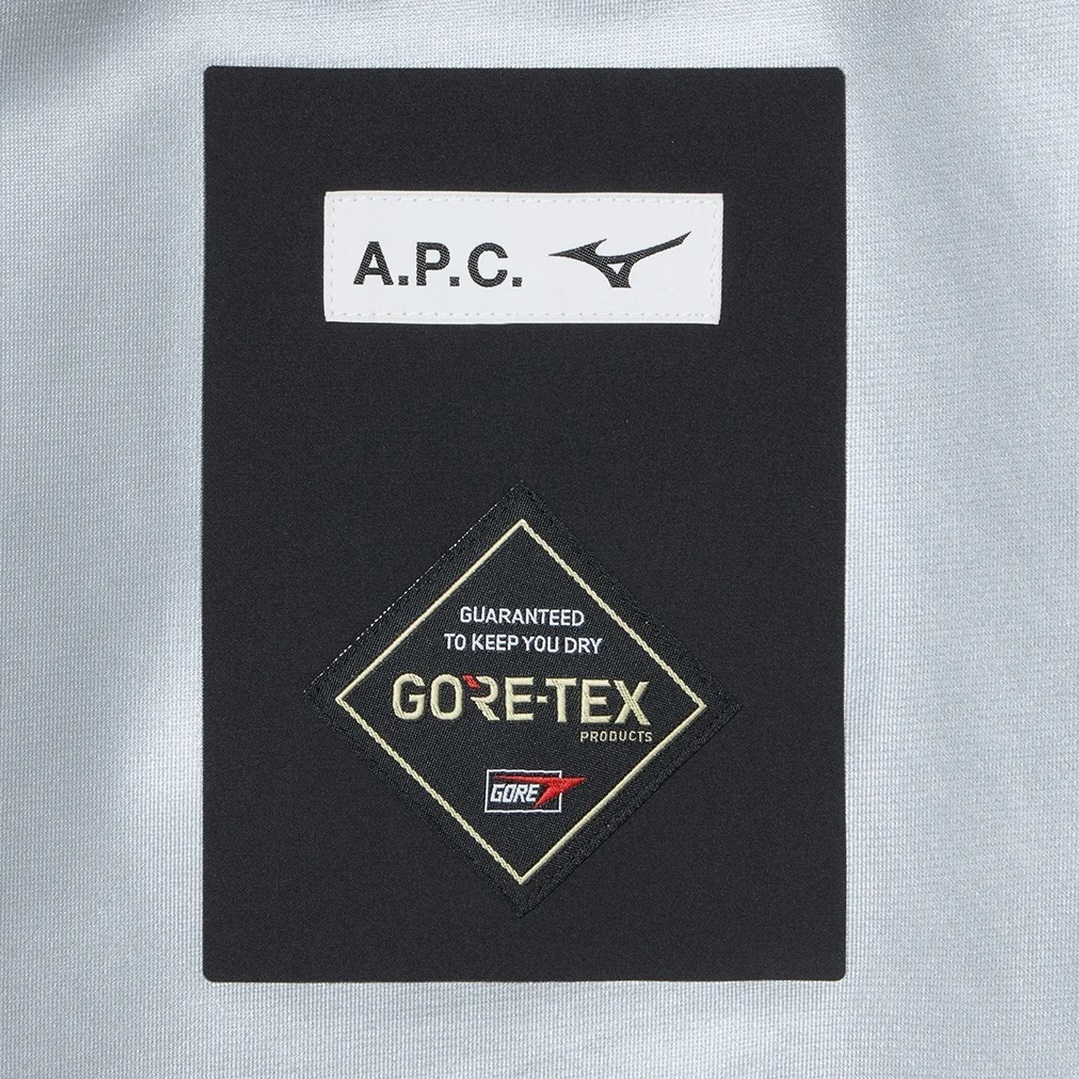 A.P.C.
GUARANTEED
TO KEEP YOU DRY
GORE-TEX
PRODUCTS
GORE